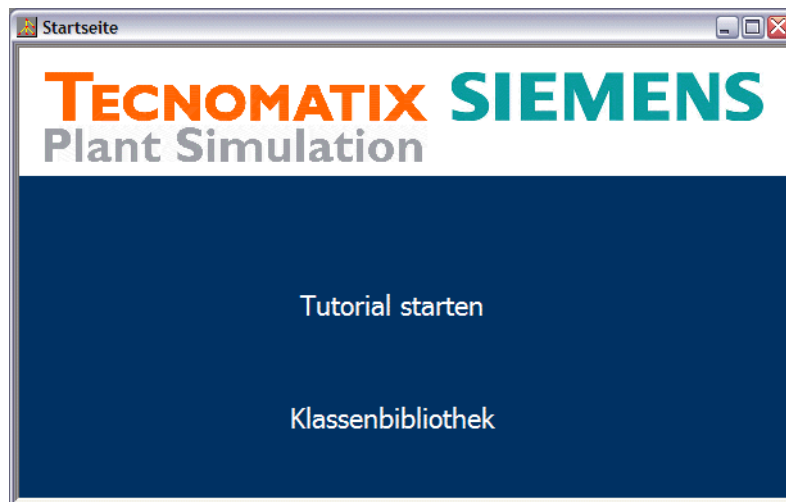 Startseite
TECNOMATIX SIEMENS
Plant Simulation
Tutorial starten
Klassenbibliothek